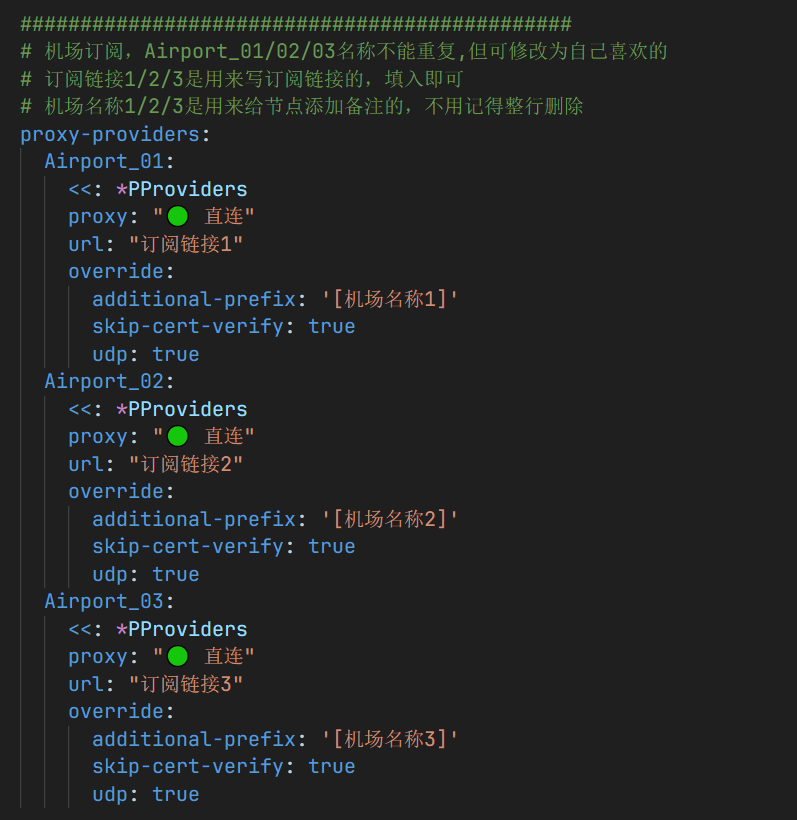 ##############################################
# 机场订阅，Airport_01/02/03名称不能重复,但可修改为自己喜欢的
# 订阅链接1/2/3是用来写订阅链接的，填入即可
# 机场名称1/2/3是用来给节点添加备注的，不用记得整行删除
proxy-providers:
  Airport_01:
    <<: *PProviders
    proxy: "🟢 直连"
    url: "订阅链接1"
    override:
      additional-prefix: '[机场名称1]'
      skip-cert-verify: true
      udp: true
  Airport_02:
    <<: *PProviders
    proxy: "🟢 直连"
    url: "订阅链接2"
    override:
      additional-prefix: '[机场名称2]'
      skip-cert-verify: true
      udp: true
  Airport_03:
    <<: *PProviders
    proxy: "🟢 直连"
    url: "订阅链接3"
    override:
      additional-prefix: '[机场名称3]'
      skip-cert-verify: true
      udp: true